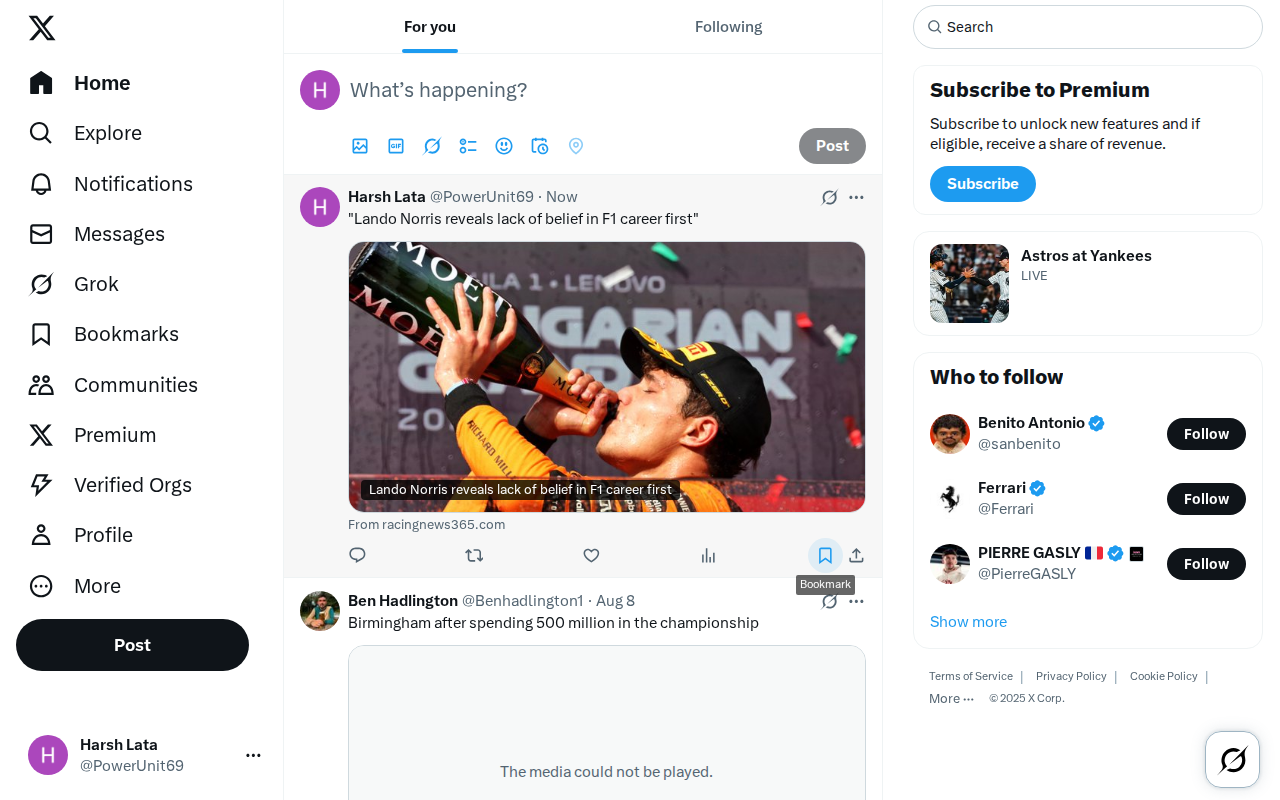 Home
Explore
Notifications
Messages
Grok
Bookmarks
Communities
Premium
Verified Orgs
Profile
More
Post
H
Harsh Lata
@PowerUnit69
For you
Following
H
What's happening?
GIF
Post
H
Harsh Lata @PowerUnit69 · Now
"Lando Norris reveals lack of belief in F1 career first"
MOËT
MOËT
ULA 1 • LENOVO
NGARIAN
RICHARD MILLE
Lando Norris reveals lack of belief in F1 career first
From racingnews365.com
Bookmark
Ben Hadlington @Benhadlington1 · Aug 8
Birmingham after spending 500 million in the championship
The media could not be played.
Search
Subscribe to Premium
Subscribe to unlock new features and if
eligible, receive a share of revenue.
Subscribe
Astros at Yankees
LIVE
Who to follow
Benito Antonio
@sanbenito
Follow
Ferrari
@Ferrari
Follow
PIERRE GASLY
@PierreGASLY
Follow
Show more
Terms of Service |
Privacy Policy |
Cookie Policy |
More ···
© 2025 X Corp.